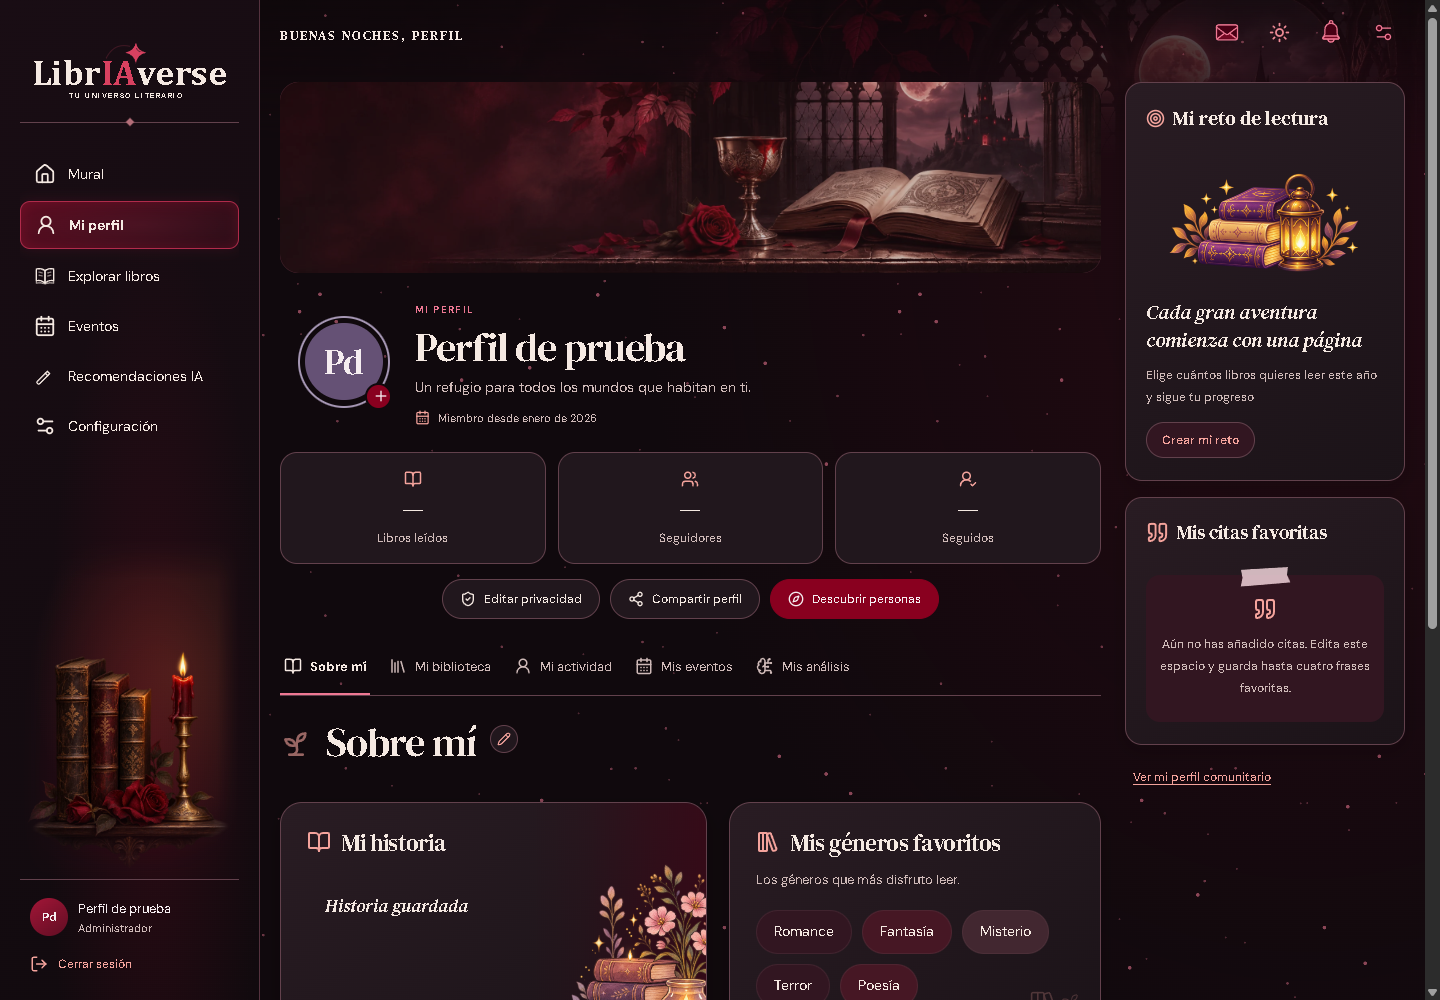 LibrIAverse
TU UNIVERSO LITERARIO
Mural
Mi perfil
Explorar libros
Eventos
Recomendaciones IA
Configuración
Pd
Perfil de prueba
Administrador
Cerrar sesión
BUENAS NOCHES, PERFIL
MI PERFIL
Pd
Perfil de prueba
Un refugio para todos los mundos que habitan en ti.
Miembro desde enero de 2026
—
Libros leídos
—
Seguidores
—
Seguidos
Editar privacidad
Compartir perfil
Descubrir personas
Sobre mí
Mi biblioteca
Mi actividad
Mis eventos
Mis análisis
Sobre mí
Mi historia
Historia guardada
Mis géneros favoritos
Los géneros que más disfruto leer.
Romance
Fantasía
Misterio
Terror
Poesía
Mi reto de lectura
Cada gran aventura
comienza con una página
Elige cuántos libros quieres leer este año
y sigue tu progreso
Crear mi reto
Mis citas favoritas
Aún no has añadido citas. Edita este
espacio y guarda hasta cuatro frases
favoritas.
Ver mi perfil comunitario